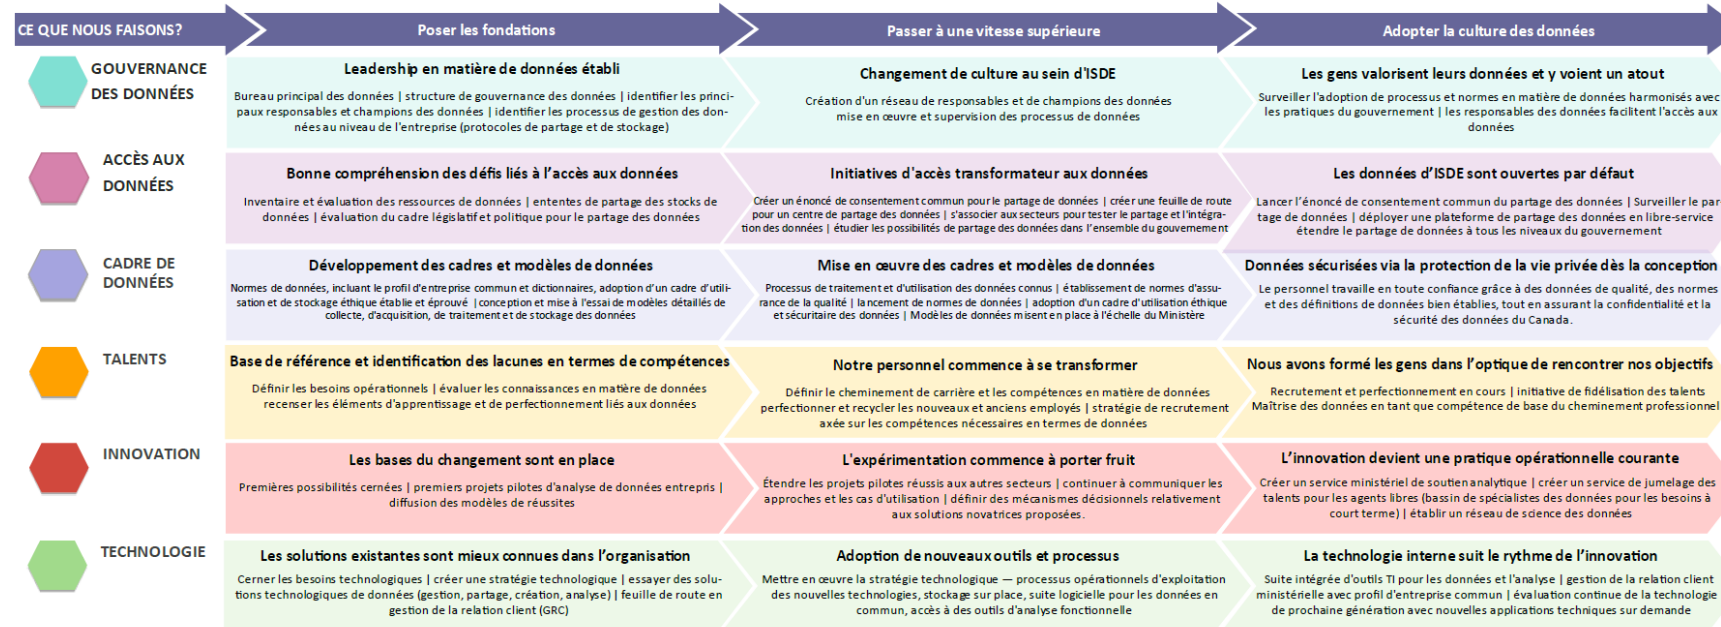 CE QUE NOUS FAISONS?
Poser les fondations
Passer à une vitesse supérieure
Adopter la culture des données
GOUVERNANCE
DES DONNÉES
Leadership en matière de données établi
Bureau principal des données | structure de gouvernance des données | identifier les princi-
paux responsables et champions des données | identifier les processus de gestion des don-
nées au niveau de l'entreprise (protocoles de partage et de stockage)
Changement de culture au sein d'ISDE
Création d'un réseau de responsables et de champions des données
mise en œuvre et supervision des processus de données
Les gens valorisent leurs données et y voient un atout
Surveiller l'adoption de processus et normes en matière de données harmonisés avec
les pratiques du gouvernement | les responsables des données facilitent l'accès aux
données
ACCÈS AUX
DONNÉES
Bonne compréhension des défis liés à l'accès aux données
Inventaire et évaluation des ressources de données | ententes de partage des stocks de
données | évaluation du cadre législatif et politique pour le partage des données
Initiatives d'accès transformateur aux données
Créer un énoncé de consentement commun pour le partage de données | créer une feuille de route
pour un centre de partage des données | s'associer aux secteurs pour tester le partage et l'intégra-
tion des données | étudier les possibilités de partage des données dans l'ensemble du gouvernement
Les données d'ISDE sont ouvertes par défaut
Lancer l'énoncé de consentement commun du partage des données | Surveiller le par-
tage de données | déployer une plateforme de partage des données en libre-service
étendre le partage de données à tous les niveaux du gouvernement
CADRE DE
DONNÉES
Développement des cadres et modèles de données
Normes de données, incluant le profil d'entreprise commun et dictionnaires, adoption d'un cadre d'utili-
sation et de stockage éthique établie et éprouvé | conception et mise à l'essai de modèles détaillés de
collecte, d'acquisition, de traitement et de stockage des données
Mise en œuvre des cadres et modèles de données
Processus de traitement et d'utilisation des données connus | établissement de normes d'assu-
rance de la qualité | lancement de normes de données | adoption d'un cadre d'utilisation éthique
et sécuritaire des données | Modèles de données misent en place à l'échelle du Ministère
Données sécurisées via la protection de la vie privée dès la conception
Le personnel travaille en toute confiance grâce à des données de qualité, des normes
et des définitions de données bien établies, tout en assurant la confidentialité et la
sécurité des données du Canada.
TALENTS
Base de référence et identification des lacunes en termes de compétences
Définir les besoins opérationnels | évaluer les connaissances en matière de données
recenser les éléments d'apprentissage et de perfectionnement liés aux données
Notre personnel commence à se transformer
Définir le cheminement de carrière et les compétences en matière de données
perfectionner et recycler les nouveaux et anciens employés | stratégie de recrutement
axée sur les compétences nécessaires en termes de données
Nous avons formé les gens dans l'optique de rencontrer nos objectifs
Recrutement et perfectionnement en cours | initiative de fidélisation des talents
Maîtrise des données en tant que compétence de base du cheminement professionnel
INNOVATION
Les bases du changement sont en place
Premières possibilités cernées | premiers projets pilotes d'analyse de données entrepris |
diffusion des modèles de réussites
L'expérimentation commence à porter fruit
Étendre les projets pilotes réussis aux autres secteurs | continuer à communiquer les
approches et les cas d'utilisation | définir des mécanismes décisionnels relativement
aux solutions novatrices proposées.
L'innovation devient une pratique opérationnelle courante
Créer un service ministériel de soutien analytique | créer un service de jumelage des
talents pour les agents libres (bassin de spécialistes des données pour les besoins à
court terme) | établir un réseau de science des données
TECHNOLOGIE
Les solutions existantes sont mieux connues dans l'organisation
Cerner les besoins technologiques | créer une stratégie technologique | essayer des solu-
tions technologiques de données (gestion, partage, création, analyse) | feuille de route en
gestion de la relation client (GRC)
Adoption de nouveaux outils et processus
Mettre en œuvre la stratégie technologique — processus opérationnels d'exploitation
des nouvelles technologies, stockage sur place, suite logicielle pour les données en
commun, accès à des outils d'analyse fonctionnelle
La technologie interne suit le rythme de l'innovation
Suite intégrée d'outils TI pour les données et l'analyse | gestion de la relation client
ministérielle avec profil d'entreprise commun | évaluation continue de la technologie
de prochaine génération avec nouvelles applications techniques sur demande